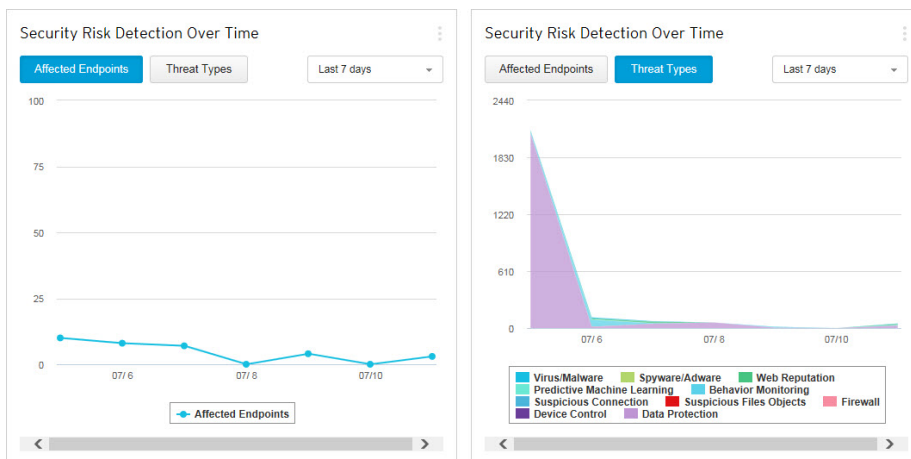 Security Risk Detection Over Time
Affected Endpoints Threat Types Last 7 days
100
75
50
25
0
07/ 6 07/ 8 07/10
Affected Endpoints
Security Risk Detection Over Time
Affected Endpoints Threat Types Last 7 days
2440
1830
1220
610
0
07/ 6 07/ 8 07/10
Virus/Malware Spyware/Adware Web Reputation
Predictive Machine Learning Behavior Monitoring
Suspicious Connection Suspicious Files Objects Firewall
Device Control Data Protection